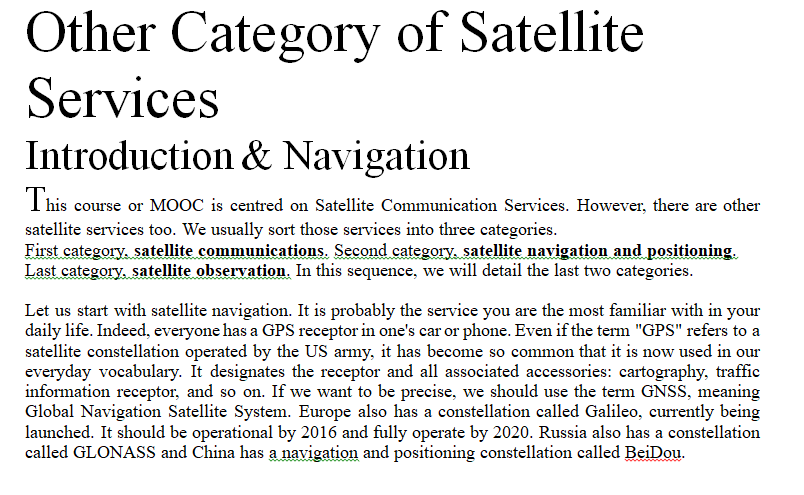 Other Category of Satellite
Services
Introduction & Navigation
This course or MOOC is centred on Satellite Communication Services. However, there are other
satellite services too. We usually sort those services into three categories.
First category, satellite communications. Second category, satellite navigation and positioning.
Last category, satellite observation. In this sequence, we will detail the last two categories.
Let us start with satellite navigation. It is probably the service you are the most familiar with in your
daily life. Indeed, everyone has a GPS receptor in one's car or phone. Even if the term "GPS" refers to a
satellite constellation operated by the US army, it has become so common that it is now used in our
everyday vocabulary. It designates the receptor and all associated accessories: cartography, traffic
information receptor, and so on. If we want to be precise, we should use the term GNSS, meaning
Global Navigation Satellite System. Europe also has a constellation called Galileo, currently being
launched. It should be operational by 2016 and fully operate by 2020. Russia also has a constellation
called GLONASS and China has a navigation and positioning constellation called BeiDou.